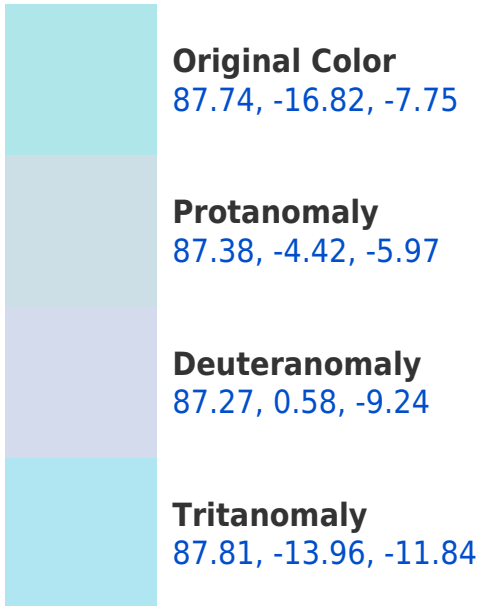 Original Color
87.74, -16.82, -7.75
Protanomaly
87.38, -4.42, -5.97
Deuteranomaly
87.27, 0.58, -9.24
Tritanomaly
87.81, -13.96, -11.84